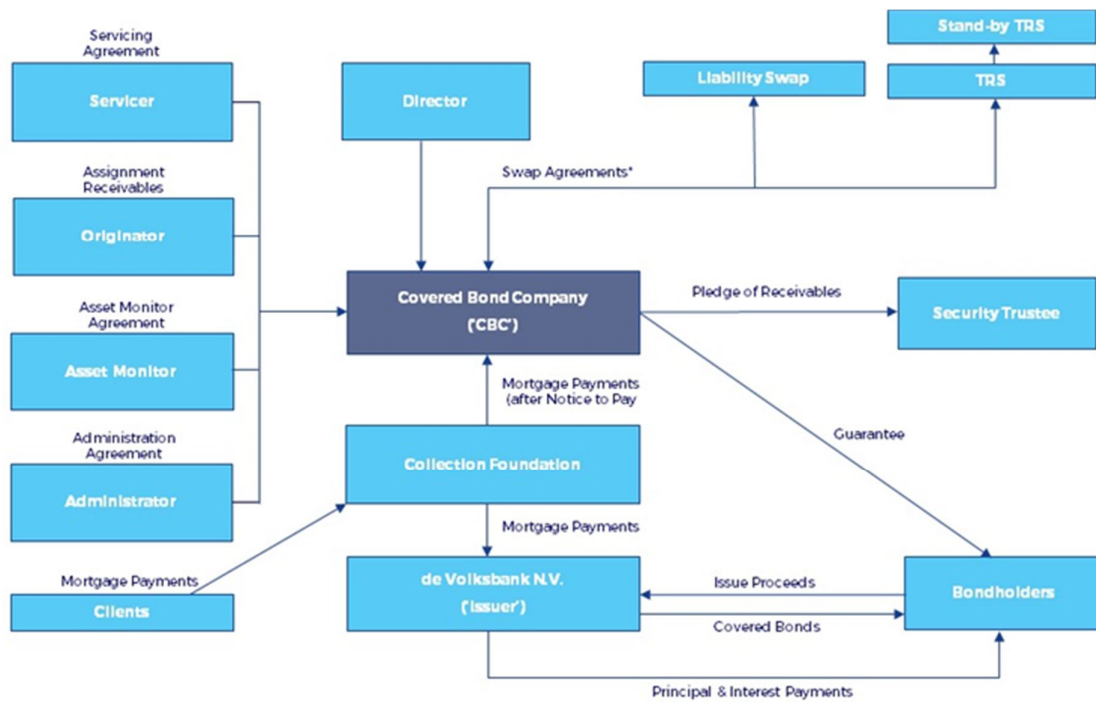 Servicing
Agreement
Servicer
Assignment
Receivables
Originator
Asset Monitor
Agreement
Asset Monitor
Administration
Agreement
Administrator
Mortgage Payments
Clients
Director
Liability Swap
Stand-by TRS
TRS
Swap Agreements*
Covered Bond Company
('CBC')
Pledge of Receivables
Security Trustee
Mortgage Payments
(after Notice to Pay
Guarantee
Collection Foundation
Mortgage Payments
de Volksbank N.V.
('Issuer')
Issue Proceeds
Covered Bonds
Bondholders
Principal & Interest Payments